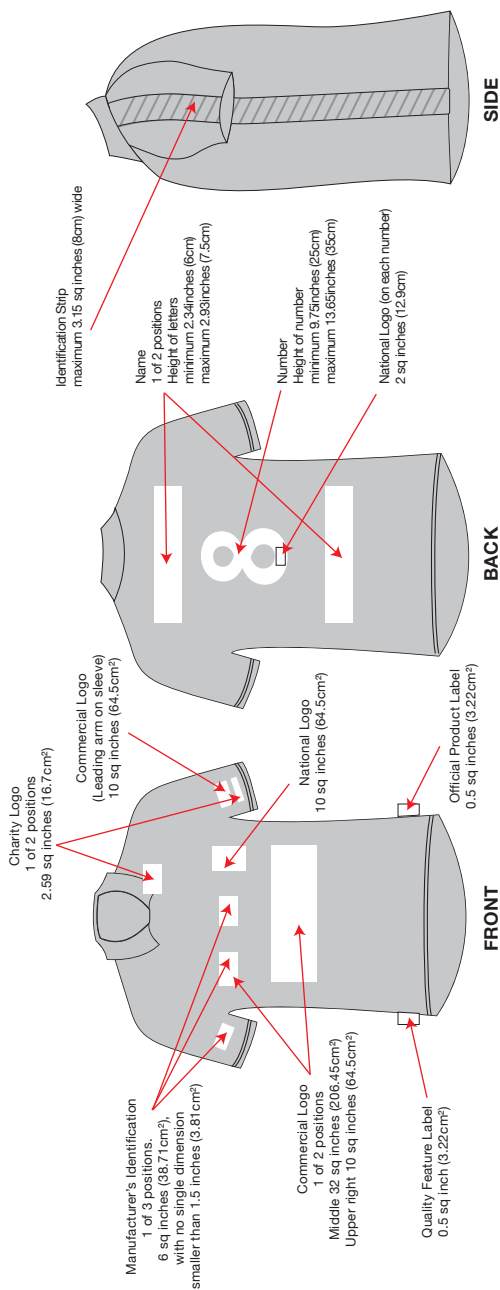 Manufacturer's Identification
1 of 3 positions.
6 sq inches (38.71cm²),
with no single dimension
smaller than 1.5 inches (3.81cm²)
Charity Logo
1 of 2 positions
2.59 sq inches (16.7cm²)
Commercial Logo
(Leading arm on sleeve)
10 sq inches (64.5cm²)
National Logo
10 sq inches (64.5cm²)
Commercial Logo
1 of 2 positions
Middle 32 sq inches (206.45cm²)
Upper right 10 sq inches (64.5cm²)
Quality Feature Label
0.5 sq inch (3.22cm²)
Official Product Label
0.5 sq inches (3.22cm²)
FRONT
Name
1 of 2 positions
Height of letters
minimum 2.34inches (6cm)
maximum 2.93inches (7.5cm)
8
Number
Height of number
minimum 9.75inches (25cm)
maximum 13.65inches (35cm)
National Logo (on each number)
2 sq inches (12.9cm)
BACK
Identification Strip
maximum 3.15 sq inches (8cm) wide
SIDE